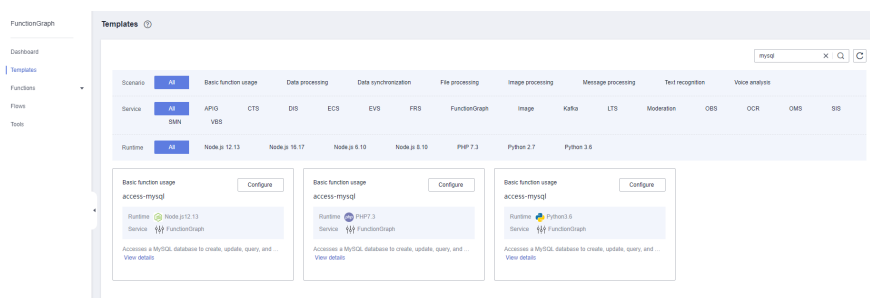 FunctionGraph
Templates
Dashboard
Templates
Functions
Flows
Tools
mysql
Scenario All Basic function usage Data processing Data synchronization File processing Image processing Message processing Text recognition Voice analysis
Service All APIG CTS DIS ECS EVS FRS FunctionGraph Image Kafka LTS Moderation OBS OCR OMS SIS
SMN VBS
Runtime All Node.js 12.13 Node.js 16.17 Node.js 6.10 Node.js 8.10 PHP 7.3 Python 2.7 Python 3.6
Basic function usage Configure
access-mysql
Runtime Node.js12.13
Service FunctionGraph
Accesses a MySQL database to create, update, query, and ...
View details
Basic function usage Configure
access-mysql
Runtime php PHP7.3
Service FunctionGraph
Accesses a MySQL database to create, update, query, and ...
View details
Basic function usage Configure
access-mysql
Runtime Python3.6
Service FunctionGraph
Accesses a MySQL database to create, update, query, and ...
View details